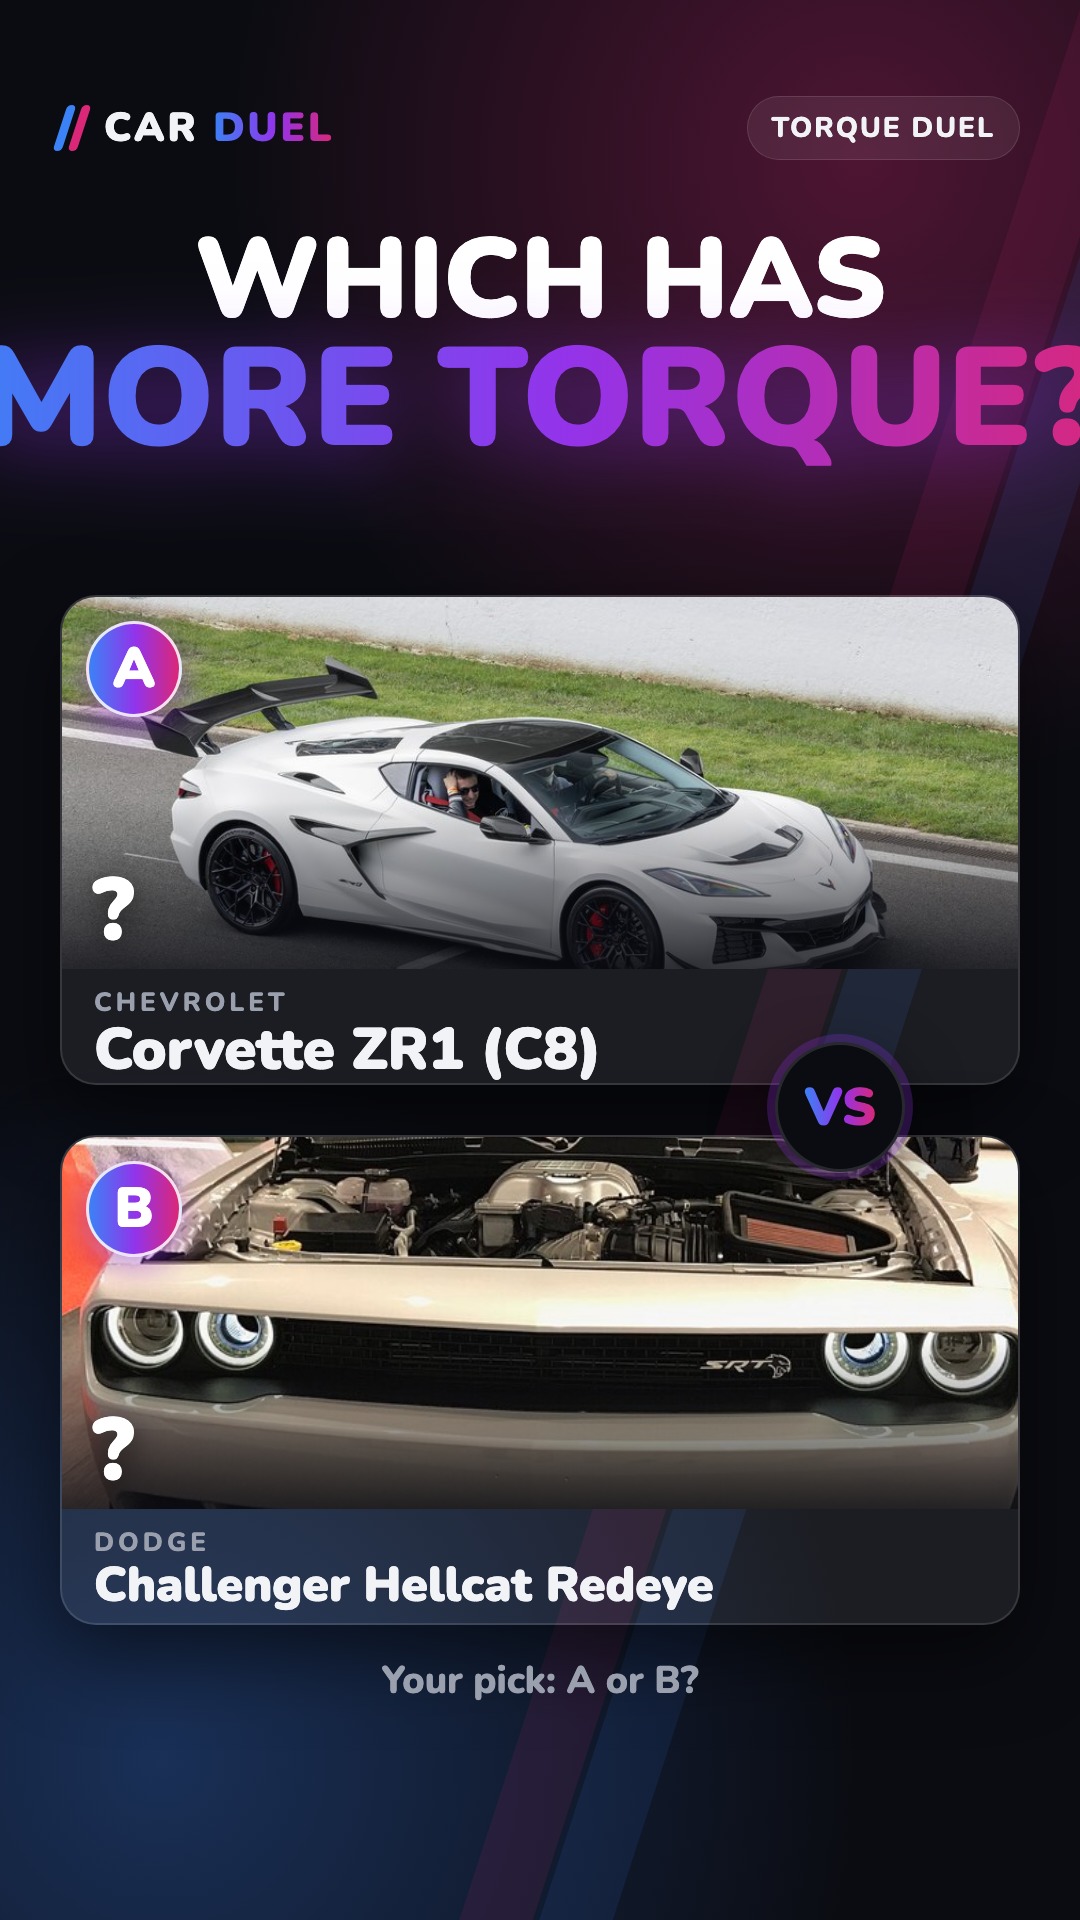 CAR DUEL
TORQUE DUEL
WHICH HAS
MORE TORQUE?
A
?
CHEVROLET
Corvette ZR1 (C8)
VS
B
SRT
?
DODGE
Challenger Hellcat Redeye
Your pick: A or B?